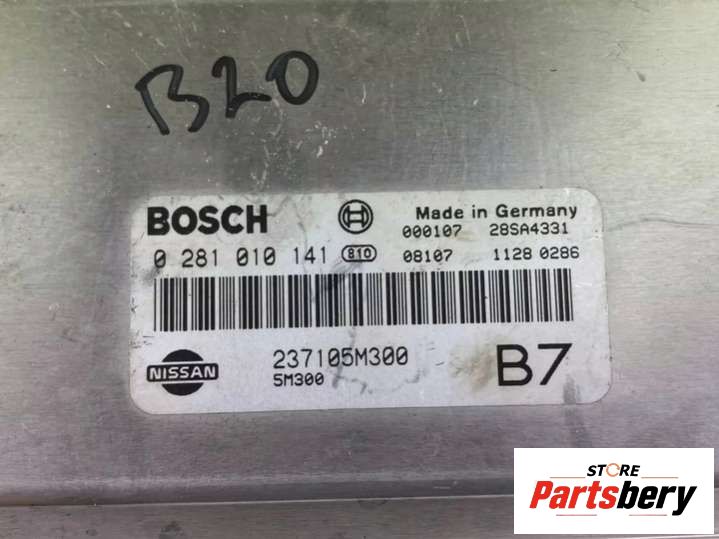 B20
BOSCH
Made in Germany
000107 28SA4331
0 281 010 141 810 08107 1128 0286
NISSAN
237105M300
5M300
B7
STORE
Partsbery